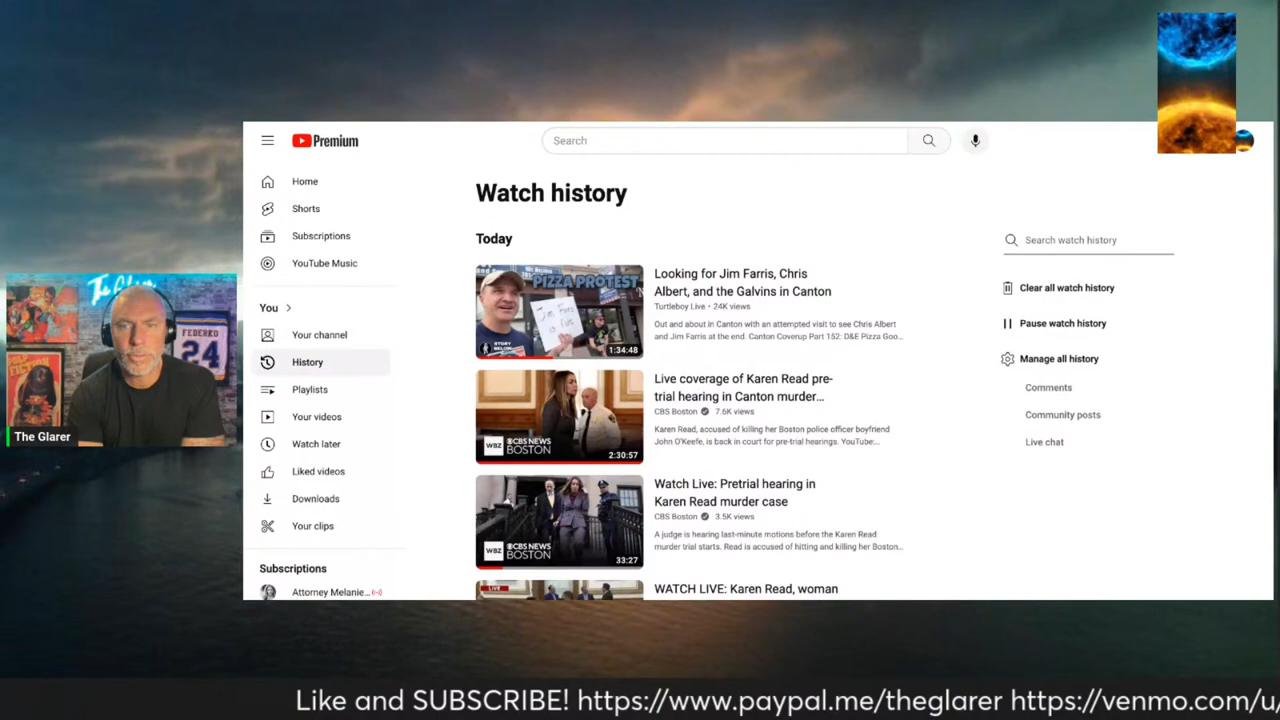 Premium
Search
Home
Shorts
Subscriptions
YouTube Music
You
Your channel
History
Playlists
Your videos
Watch later
Liked videos
Downloads
Your clips
Subscriptions
Attorney Melanie...
Watch history
Today
PIZZA PROTEST
1:34:48
Looking for Jim Farris, Chris
Albert, and the Galvins in Canton
Turtleboy Live • 24K views
Out and about in Canton with an attempted visit to see Chris Albert
and Jim Farris at the end. Canton Coverup Part 152: D&E Pizza Goo...
WBZ CBS NEWS
BOSTON
2:30:57
Live coverage of Karen Read pre-
trial hearing in Canton murder...
CBS Boston 7.6K views
Karen Read, accused of killing her Boston police officer boyfriend
John O'Keefe, is back in court for pre-trial hearings. YouTube:...
WBZ CBS NEWS
BOSTON
33:27
Watch Live: Pretrial hearing in
Karen Read murder case
CBS Boston 3.5K views
A judge is hearing last-minute motions before the Karen Read
murder trial starts. Read is accused of hitting and killing her Boston...
LIVE
WATCH LIVE: Karen Read, woman
Search watch history
Clear all watch history
Pause watch history
Manage all history
Comments
Community posts
Live chat
FEDERKO
24
The Glarer
Like and SUBSCRIBE! https://www.paypal.me/theglarer https://venmo.com/u/